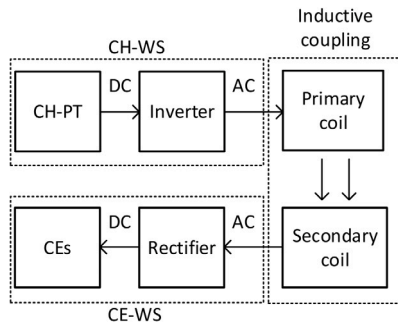 Inductive
coupling
CH-WS
CH-PT
DC
Inverter
AC
Primary
coil
CEs
DC
Rectifier
AC
Secondary
coil
CE-WS